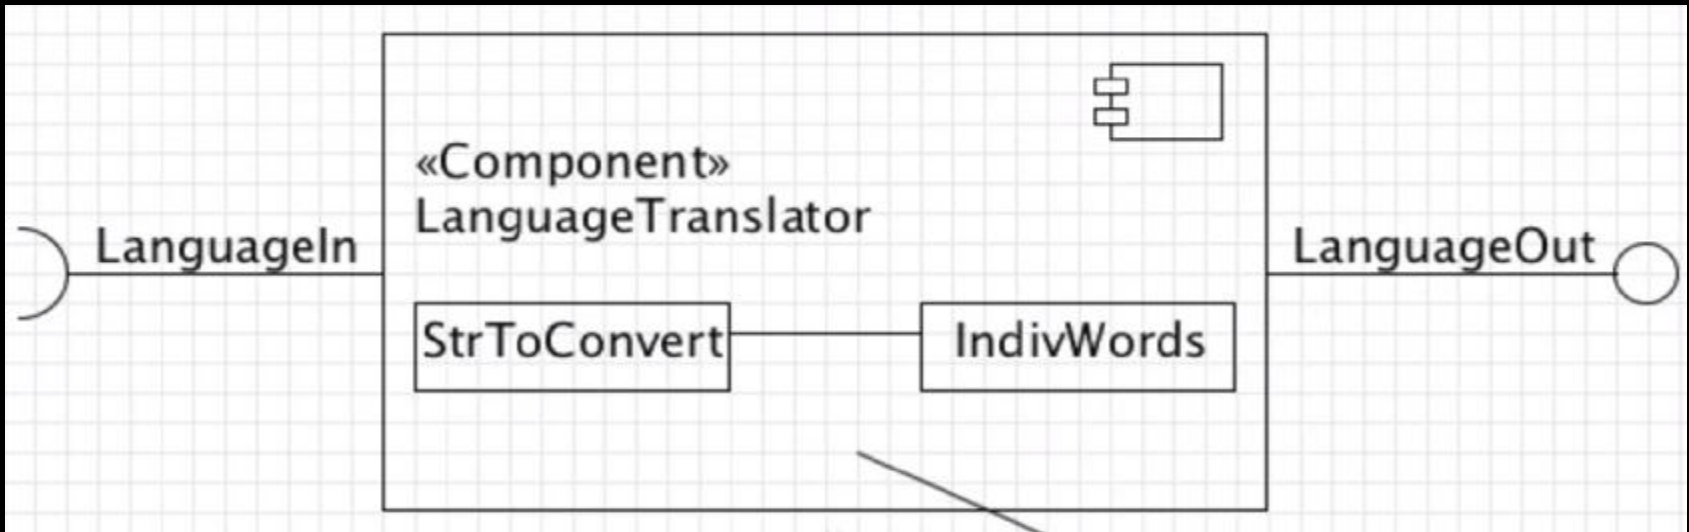 «Component»
LanguageTranslator
LanguageIn
LanguageOut
StrToConvert
IndivWords